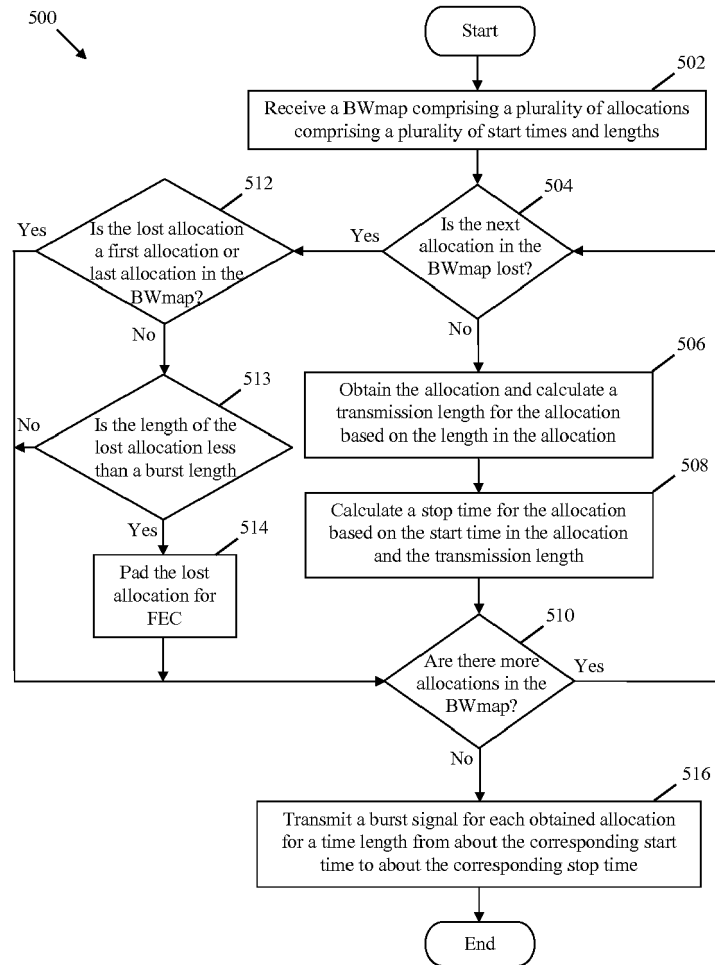 500
Start
502
Receive a BWmap comprising a plurality of allocations
comprising a plurality of start times and lengths
512
504
Yes
Is the lost allocation
a first allocation or
last allocation in the
BWmap?
Yes
Is the next
allocation in the
BWmap lost?
No
No
513
506
No
Is the length of the
lost allocation less
than a burst length
Obtain the allocation and calculate a
transmission length for the allocation
based on the length in the allocation
508
Yes
514
Calculate a stop time for the allocation
based on the start time in the allocation
and the transmission length
Pad the lost
allocation for
FEC
510
Are there more
allocations in the
BWmap?
Yes
No
516
Transmit a burst signal for each obtained allocation
for a time length from about the corresponding start
time to about the corresponding stop time
End